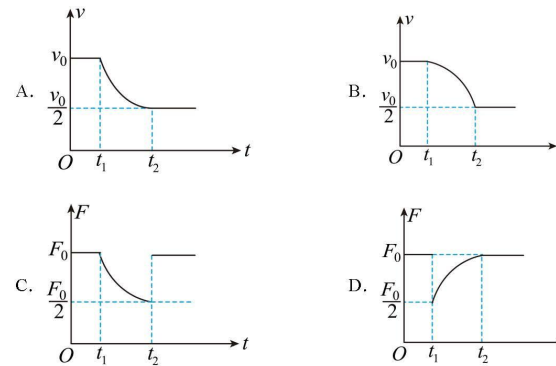 v
v₀
A.
v₀/2
O t₁ t₂ t
v
v₀
B.
v₀/2
O t₁ t₂
F
F₀
C.
F₀/2
O t₁ t₂ t
F
F₀
D.
F₀/2
O t₁ t₂